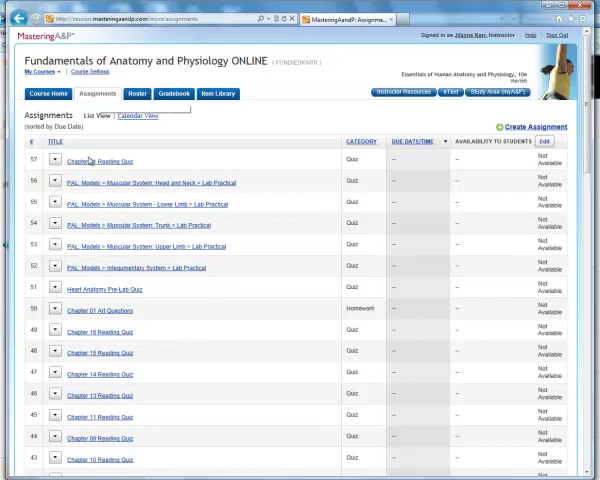 http://session.masteringaandp.com/myct/assignments
MasteringAandP: Assignme...
MasteringA&P®
Signed in as Jilayne Karr, Instructor | Help | Sign Out
Fundamentals of Anatomy and Physiology ONLINE ( FUNDIESKARR )
My Courses Course Settings
Essentials of Human Anatomy and Physiology, 10e
Marieb
Course Home Assignments Roster Gradebook Item Library
Instructor Resources eText Study Area (myA&P)
Assignments List View | Calendar View
(sorted by Due Date)
Create Assignment
# TITLE CATEGORY DUE DATE/TIME AVAILABILITY TO STUDENTS Edit
57 Reading Quiz Quiz -- -- Not Available
56 PAL: Models > Muscular System: Head and Neck > Lab Practical Quiz -- -- Not Available
55 PAL: Models > Muscular System - Lower Limb > Lab Practical Quiz -- -- Not Available
54 PAL: Models > Muscular System: Trunk > Lab Practical Quiz -- -- Not Available
53 PAL: Models > Muscular System: Upper Limb > Lab Practical Quiz -- -- Not Available
52 PAL: Models > Integumentary System > Lab Practical Quiz -- -- Not Available
51 Heart Anatomy Pre-Lab Quiz Quiz -- -- Not Available
50 Chapter 01 Art Questions Homework -- -- Not Available
49 Chapter 16 Reading Quiz Quiz -- -- Not Available
48 Chapter 15 Reading Quiz Quiz -- -- Not Available
47 Chapter 14 Reading Quiz Quiz -- -- Not Available
46 Chapter 13 Reading Quiz Quiz -- -- Not Available
45 Chapter 11 Reading Quiz Quiz -- -- Not Available
44 Chapter 09 Reading Quiz Quiz -- -- Not Available
43 Chapter 10 Reading Quiz Quiz -- -- Not Available